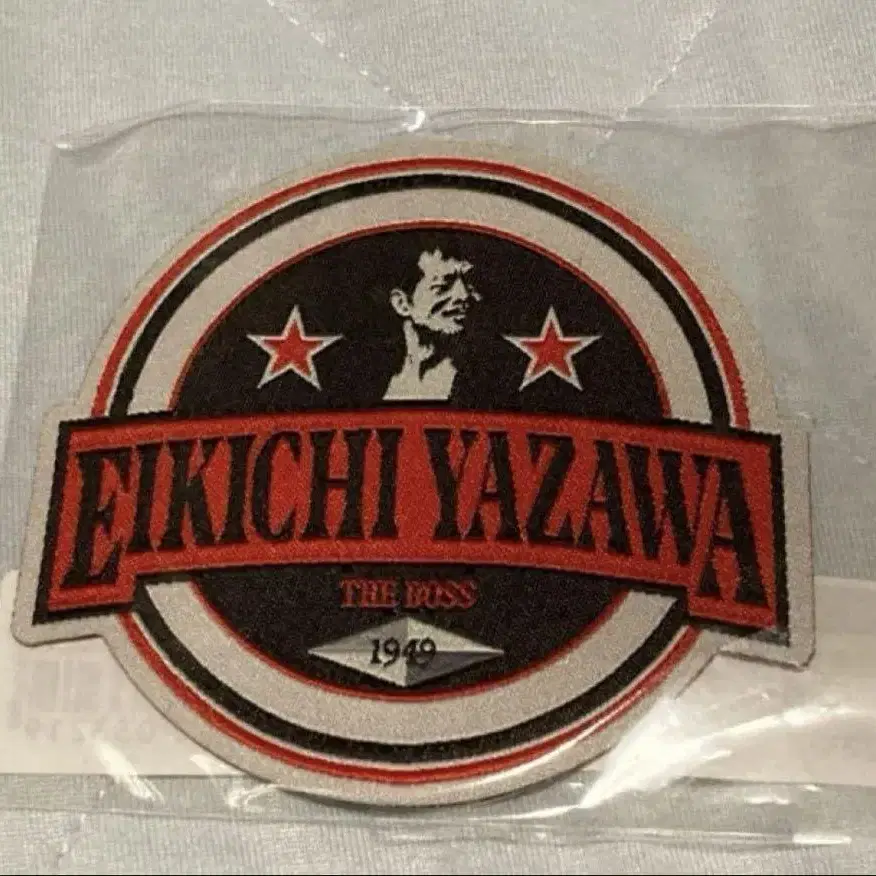 EIKICHI YAZAWA
THE BOSS
1949